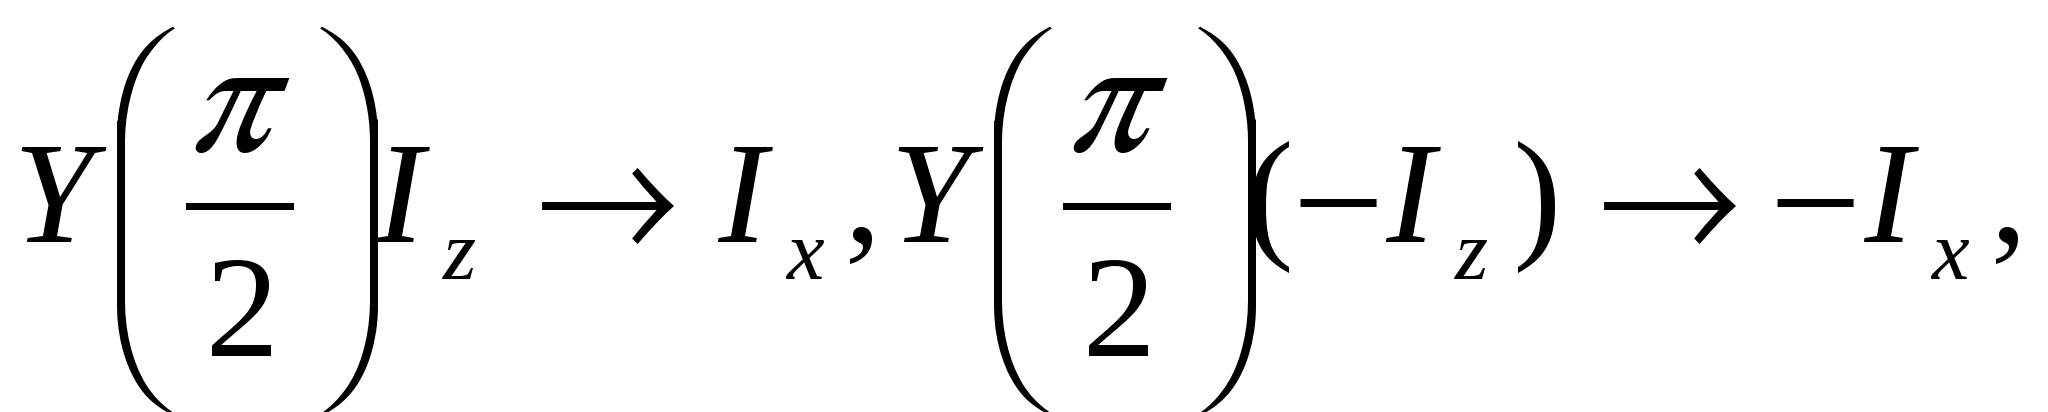 Y(π/2)I_z → I_x, Y(π/2)(−I_z) → −I_x,